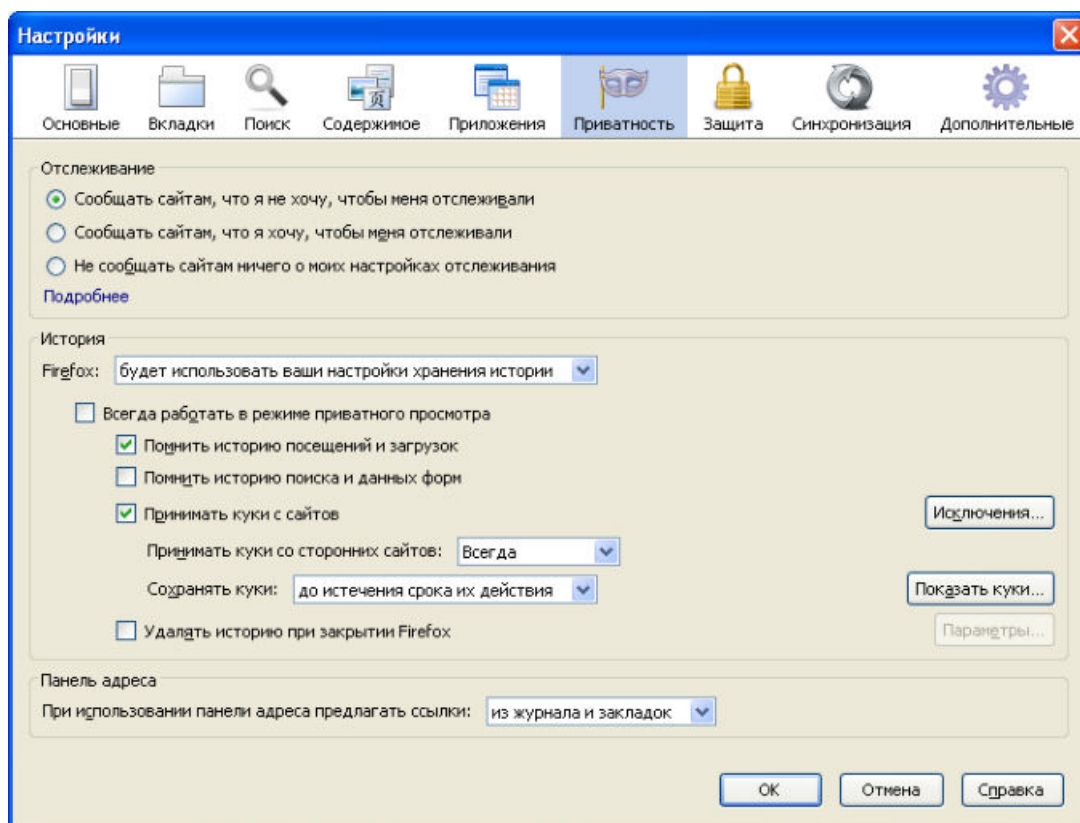 Настройки
Основные Вкладки Поиск Содержимое Приложения Приватность Защита Синхронизация Дополнительные
Отслеживание
Сообщать сайтам, что я не хочу, чтобы меня отслеживали
Сообщать сайтам, что я хочу, чтобы меня отслеживали
Не сообщать сайтам ничего о моих настройках отслеживания
Подробнее
История
Firefox: будет использовать ваши настройки хранения истории
Всегда работать в режиме приватного просмотра
Помнить историю посещений и загрузок
Помнить историю поиска и данных форм
Принимать куки с сайтов Исключения...
Принимать куки со сторонних сайтов: Всегда
Сохранять куки: до истечения срока их действия Показать куки...
Удалять историю при закрытии Firefox Параметры...
Панель адреса
При использовании панели адреса предлагать ссылки: из журнала и закладок
ОК Отмена Справка